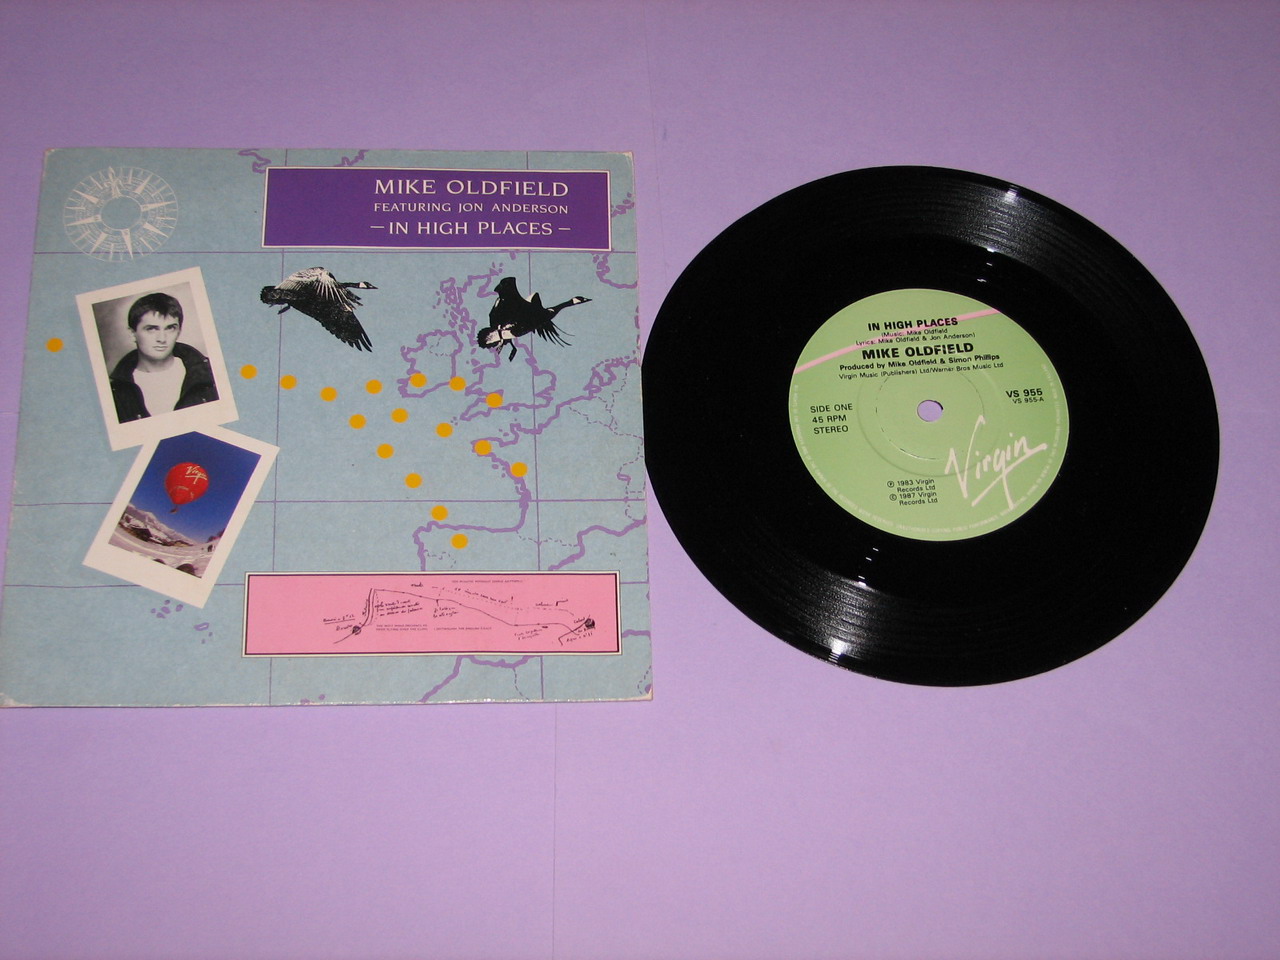 MIKE OLDFIELD
FEATURING JON ANDERSON
– IN HIGH PLACES –
Virgin
IN HIGH PLACES
(Music: Mike Oldfield
Lyrics: Mike Oldfield & Jon Anderson)
MIKE OLDFIELD
Produced by Mike Oldfield & Simon Phillips
Virgin Music (Publishers) Ltd/Warner Bros Music Ltd
SIDE ONE
45 RPM
STEREO
VS 955
VS 955-A
Virgin
℗ 1983 Virgin
Records Ltd
© 1987 Virgin
Records Ltd